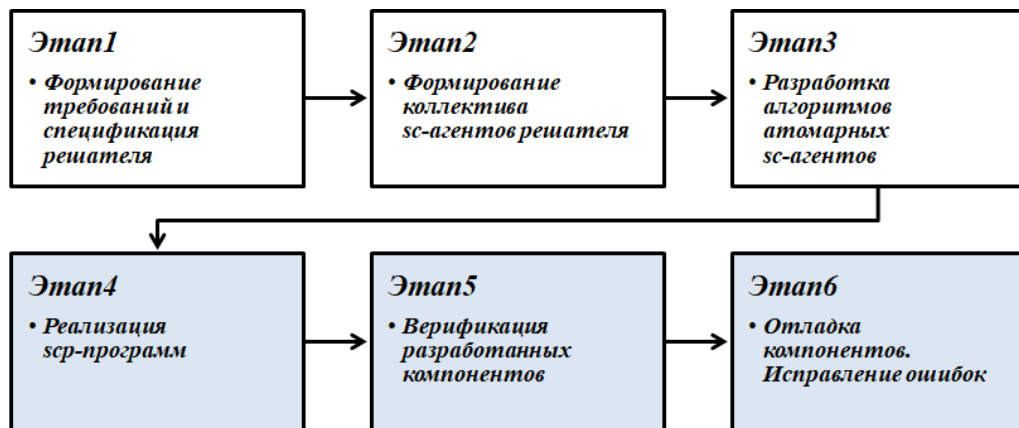 Этап1
• Формирование
требований и
спецификация
решателя
Этап2
• Формирование
коллектива
sc-агентов решателя
Этап3
• Разработка
алгоритмов
атомарных
sc-агентов
Этап4
• Реализация
scp-программ
Этап5
• Верификация
разработанных
компонентов
Этап6
• Отладка
компонентов.
Исправление ошибок